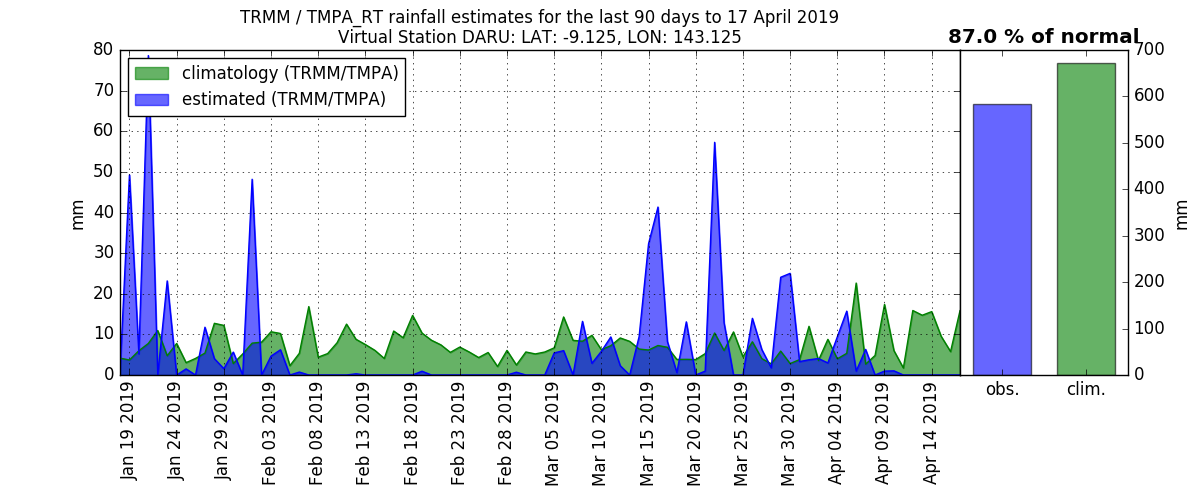 TRMM / TMPA_RT rainfall estimates for the last 90 days to 17 April 2019
Virtual Station DARU: LAT: -9.125, LON: 143.125
87.0 % of normal
climatology (TRMM/TMPA)
estimated (TRMM/TMPA)
mm
80
70
60
50
40
30
20
10
0
Jan 19 2019
Jan 24 2019
Jan 29 2019
Feb 03 2019
Feb 08 2019
Feb 13 2019
Feb 18 2019
Feb 23 2019
Feb 28 2019
Mar 05 2019
Mar 10 2019
Mar 15 2019
Mar 20 2019
Mar 25 2019
Mar 30 2019
Apr 04 2019
Apr 09 2019
Apr 14 2019
700
600
500
400
300
200
100
0
mm
obs.
clim.